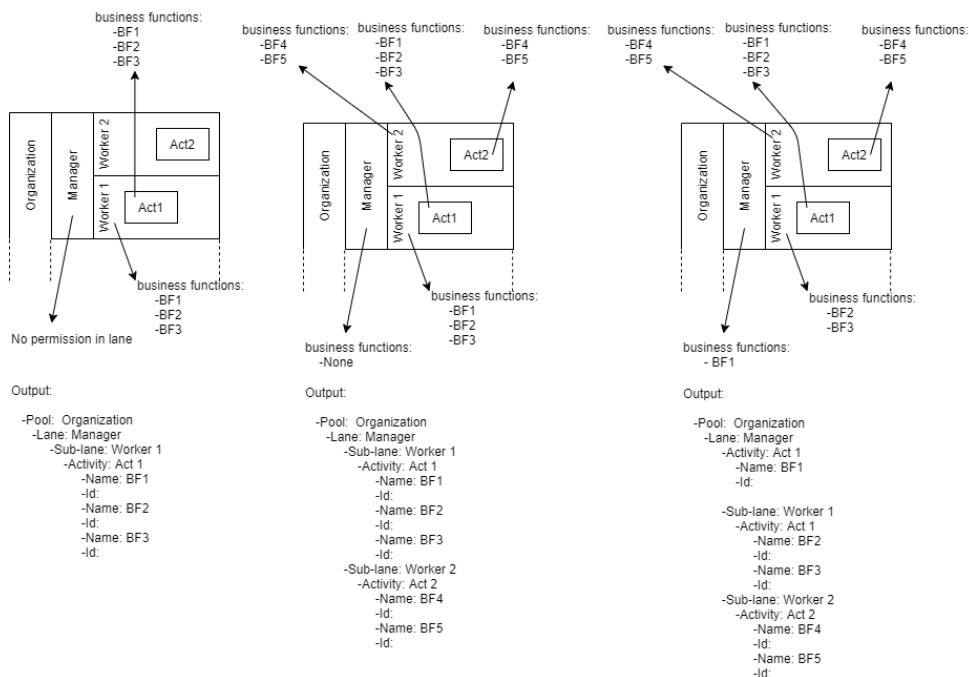 business functions:
-BF1
-BF2
-BF3
Organization
Manager
Worker 2
Worker 1
Act2
Act1
business functions:
-BF1
-BF2
-BF3
No permission in lane
Output:
-Pool: Organization
-Lane: Manager
-Sub-lane: Worker 1
-Activity: Act 1
-Name: BF1
-Id:
-Name: BF2
-Id:
-Name: BF3
-Id:
business functions:
-BF4
-BF5
business functions:
-BF1
-BF2
-BF3
business functions:
-BF4
-BF5
Organization
Manager
Worker 2
Worker 1
Act2
Act1
business functions:
-BF1
-BF2
-BF3
business functions:
-None
Output:
-Pool: Organization
-Lane: Manager
-Sub-lane: Worker 1
-Activity: Act 1
-Name: BF1
-Id:
-Name: BF2
-Id:
-Name: BF3
-Id:
-Sub-lane: Worker 2
-Activity: Act 2
-Name: BF4
-Id:
-Name: BF5
-Id:
business functions:
-BF4
-BF5
business functions:
-BF1
-BF2
-BF3
business functions:
-BF4
-BF5
Organization
Manager
Worker 2
Worker 1
Act2
Act1
business functions:
-BF2
-BF3
business functions:
- BF1
Output:
-Pool: Organization
-Lane: Manager
-Activity: Act 1
-Name: BF1
-Id:
-Sub-lane: Worker 1
-Activity: Act 1
-Name: BF2
-Id:
-Name: BF3
-Id:
-Sub-lane: Worker 2
-Activity: Act 2
-Name: BF4
-Id:
-Name: BF5
-Id: